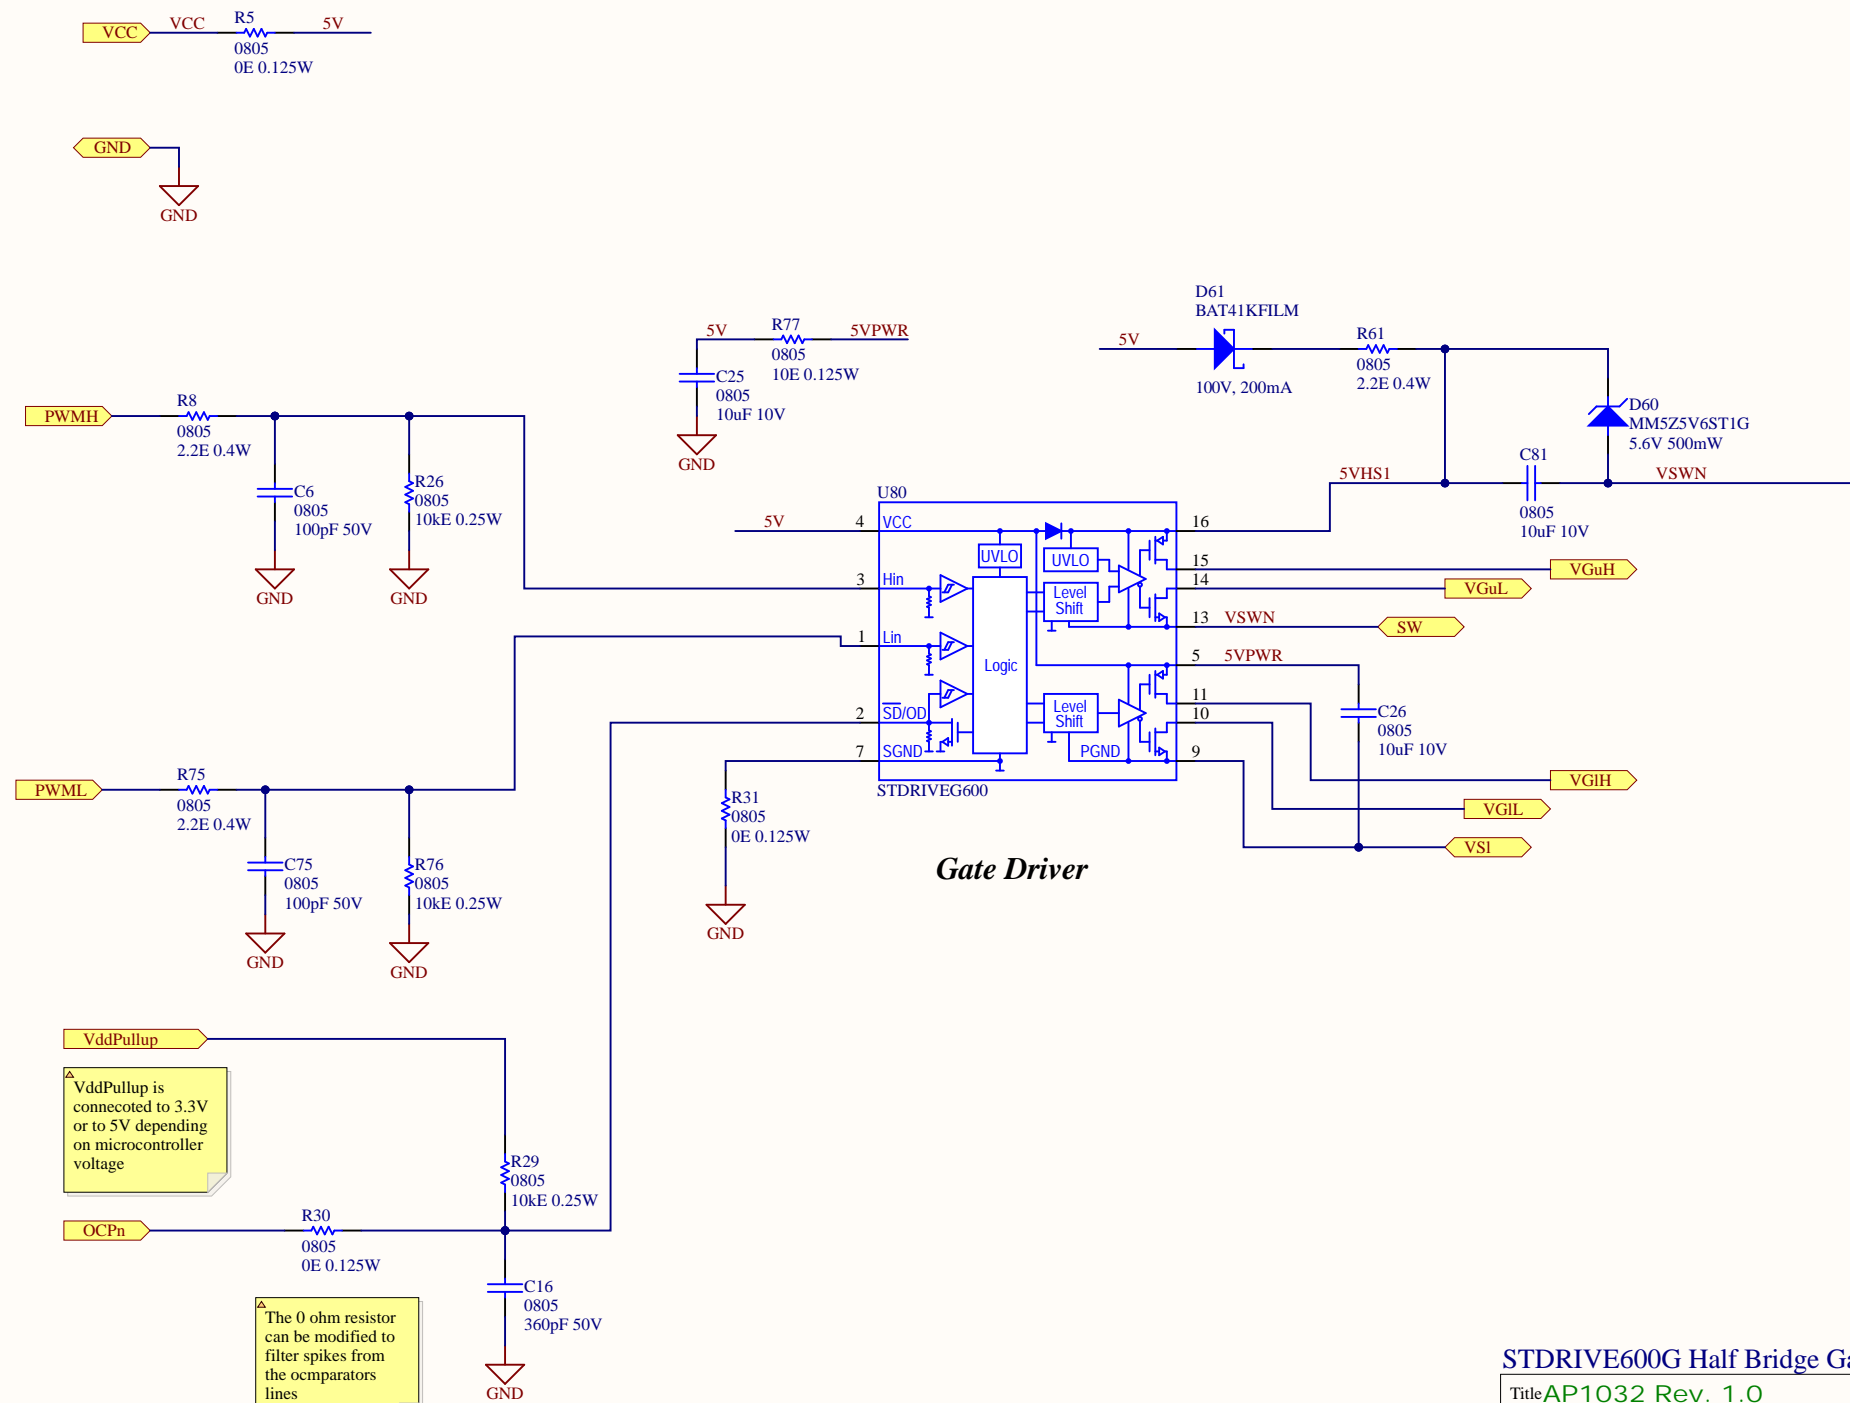 VCC
VCC
R5
5V
0805
0E 0.125W
GND
GND
D61
BAT41KFILM
5V
100V, 200mA
R61
0805
2.2E 0.4W
5V
R77
5VPWR
0805
10E 0.125W
C25
0805
10uF 10V
GND
D60
MM5Z5V6ST1G
5.6V 500mW
PWMH
R8
0805
2.2E 0.4W
C6
0805
100pF 50V
GND
R26
0805
10kE 0.25W
GND
5VHS1
C81
0805
10uF 10V
VSWN
U80
5V
4
VCC
3
Hin
1
Lin
2
SD/OD
7
SGND
UVLO
UVLO
Level
Shift
Logic
Level
Shift
PGND
16
15
14
13
5
11
10
9
VSWN
5VPWR
VGuH
VGuL
SW
C26
0805
10uF 10V
VGlH
VGlL
VSl
STDRIVEG600
Gate Driver
R31
0805
0E 0.125W
GND
PWML
R75
0805
2.2E 0.4W
C75
0805
100pF 50V
GND
R76
0805
10kE 0.25W
GND
VddPullup
VddPullup is
connecoted to 3.3V
or to 5V depending
on microcontroller
voltage
R29
0805
10kE 0.25W
OCPn
R30
0805
0E 0.125W
C16
0805
360pF 50V
GND
The 0 ohm resistor
can be modified to
filter spikes from
the ocmparators
lines
STDRIVE600G Half Bridge
Title AP1032 Rev. 1.0